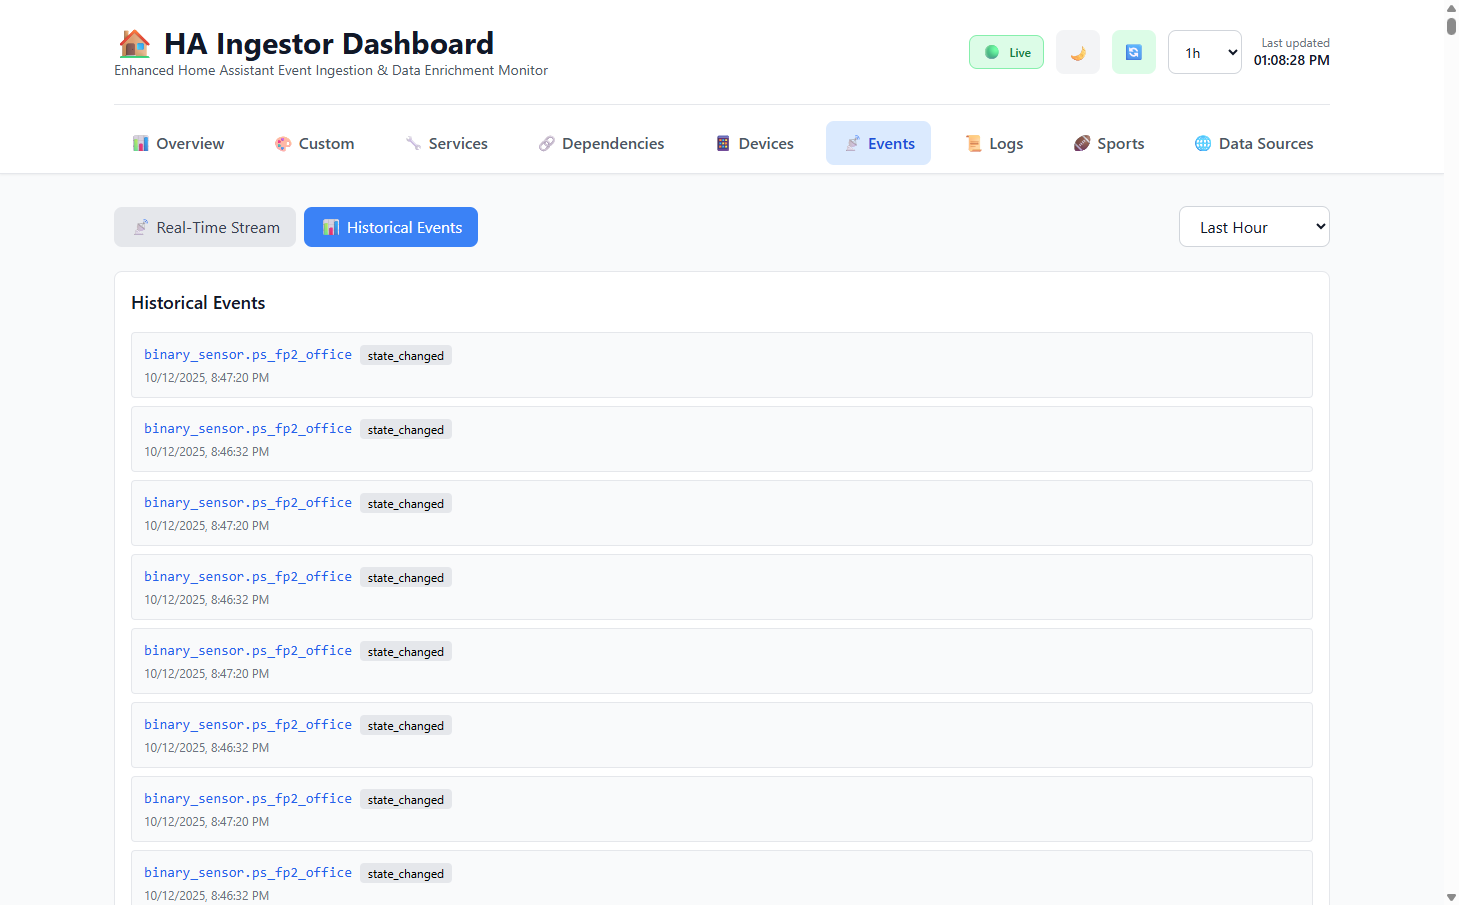 HA Ingestor Dashboard
Enhanced Home Assistant Event Ingestion & Data Enrichment Monitor
Live
1h
Last updated
01:08:28 PM
Overview
Custom
Services
Dependencies
Devices
Events
Logs
Sports
Data Sources
Real-Time Stream
Historical Events
Last Hour
Historical Events
binary_sensor.ps_fp2_office state_changed
10/12/2025, 8:47:20 PM
binary_sensor.ps_fp2_office state_changed
10/12/2025, 8:46:32 PM
binary_sensor.ps_fp2_office state_changed
10/12/2025, 8:47:20 PM
binary_sensor.ps_fp2_office state_changed
10/12/2025, 8:46:32 PM
binary_sensor.ps_fp2_office state_changed
10/12/2025, 8:47:20 PM
binary_sensor.ps_fp2_office state_changed
10/12/2025, 8:46:32 PM
binary_sensor.ps_fp2_office state_changed
10/12/2025, 8:47:20 PM
binary_sensor.ps_fp2_office state_changed
10/12/2025, 8:46:32 PM